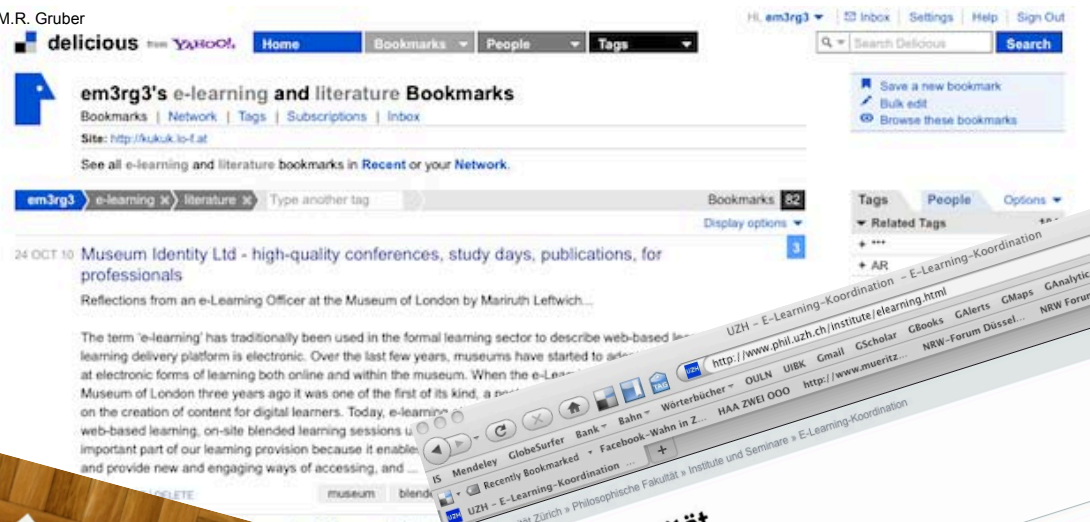 M.R. Gruber
Hi, em3rg3 Inbox | Settings | Help | Sign Out
delicious from YAHOO! Home Bookmarks People Tags Search Delicious Search
em3rg3's e-learning and literature Bookmarks
Bookmarks | Network | Tags | Subscriptions | Inbox
Site: http://kukuk.lo-f.at
See all e-learning and literature bookmarks in Recent or your Network.
Save a new bookmark
Bulk edit
Browse these bookmarks
em3rg3 e-learning x literature x Type another tag Bookmarks 82
Display options
Tags People Options
Related Tags
+ ***
+ AR
24 OCT 10 Museum Identity Ltd - high-quality conferences, study days, publications, for 3
professionals
Reflections from an e-Learning Officer at the Museum of London by Mariruth Leftwich...
The term 'e-learning' has traditionally been used in the formal learning sector to describe web-based
learning delivery platform is electronic. Over the last few years, museums have started to
at electronic forms of learning both online and within the museum. When the
Museum of London three years ago it was one of the first of its kind, a
on the creation of content for digital learners. Today, e-learning
web-based learning, on-site blended learning sessions
important part of our learning provision because it enables
and provide new and engaging ways of accessing, and ...
DELETE museum
UZH - E-Learning-Koordination - E-Learning-Koordination
http://www.phil.uzh.ch/institute/elearning.html
IS Mendeley GlobeSurfer Bank Bahn Wörterbücher OULN UIBK Gmail GScholar GBooks GAlerts GMaps GAnalytic
Recently Bookmarked Facebook-Wahn in Z... HAA ZWEI OOO http://www.mueritz... NRW-Forum Düssel... NRW Forum
UZH - E-Learning-Koordination ... +
Zürich » Philosophische Fakultät » Institute und Seminare » E-Learning-Koordination